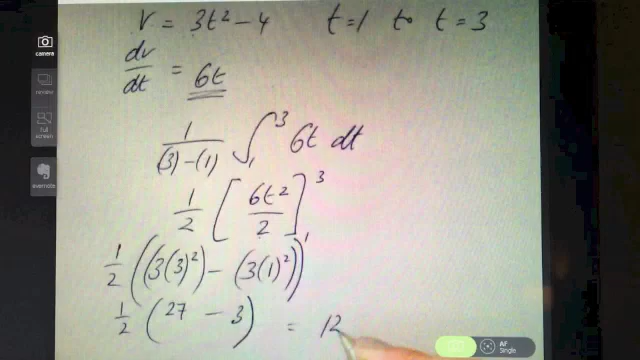 V = 3t² – 4   t = 1 to t = 3
dv/dt = 6t
1/((3) – (1)) ∫₁³ 6t dt
1/2 [6t²/2]₁³
1/2 ((3(3)²) – (3(1)²))
1/2 (27 – 3) = 12
camera
review
full screen
evernote
AF
Single